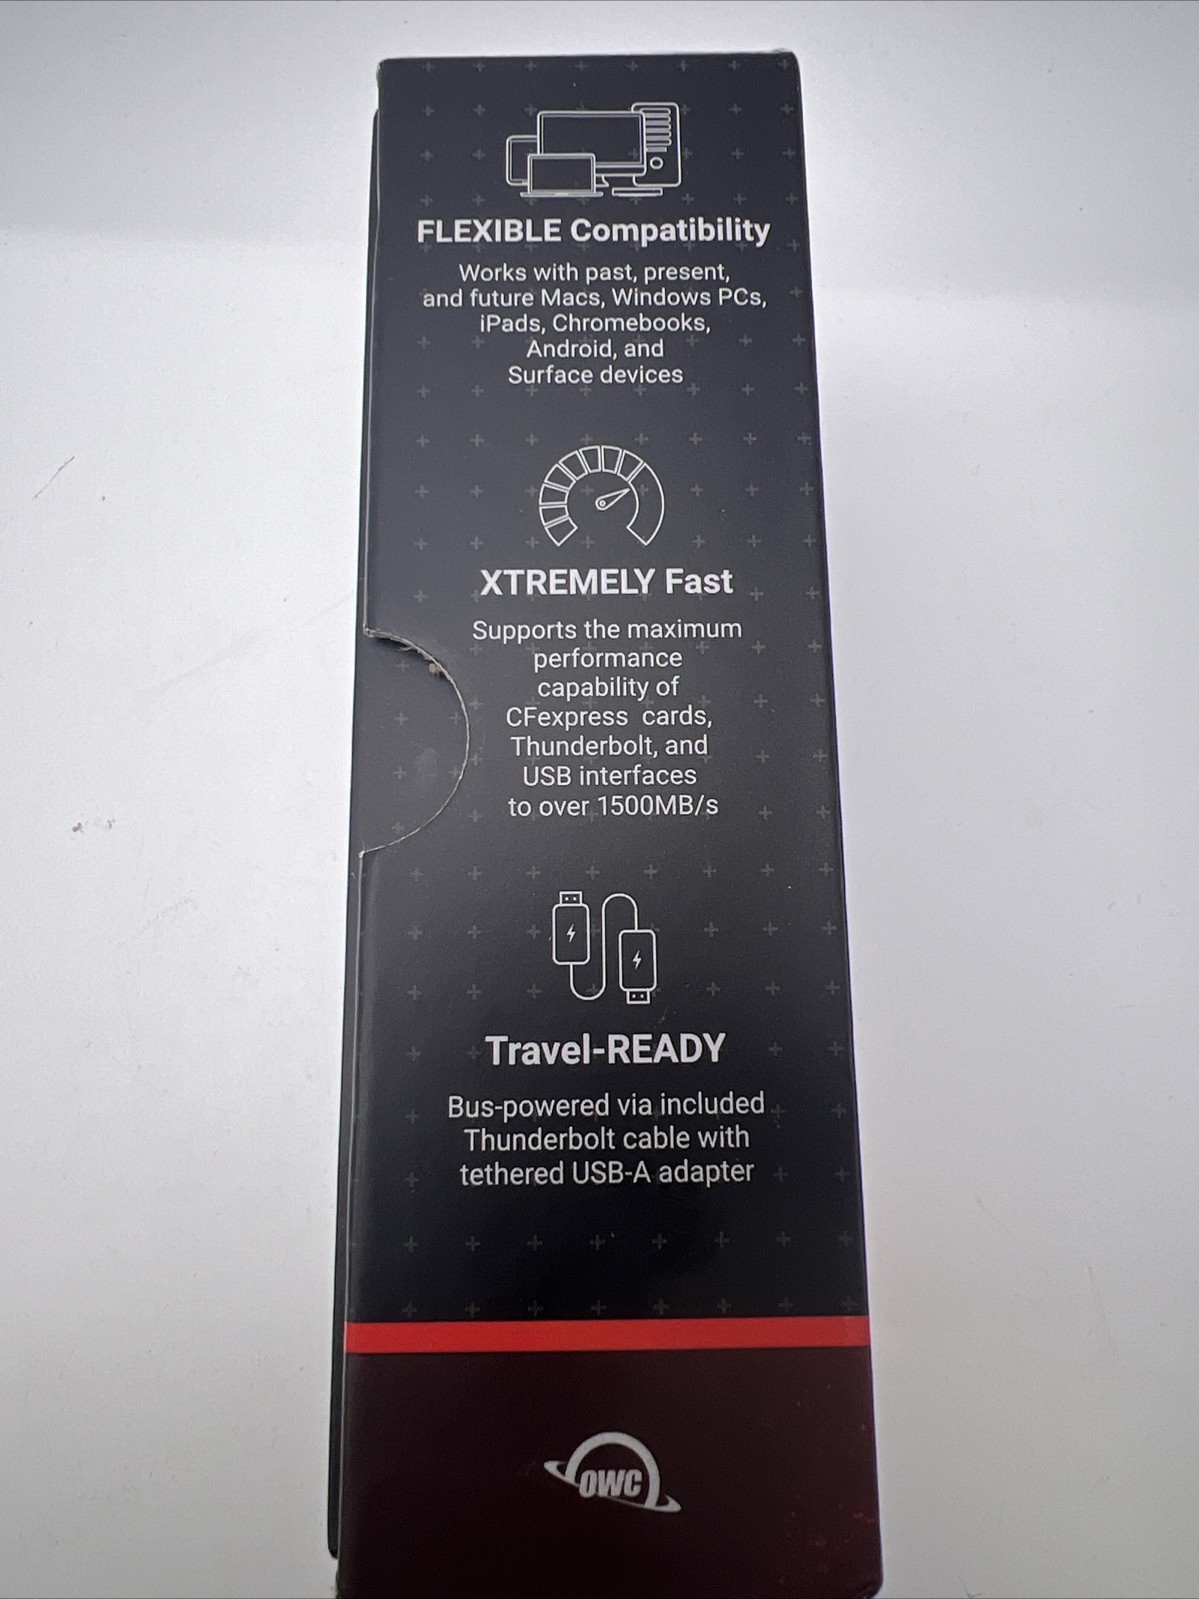 FLEXIBLE Compatibility
Works with past, present,
and future Macs, Windows PCs,
iPads, Chromebooks,
Android, and
Surface devices
XTREMELY Fast
Supports the maximum
performance
capability of
CFexpress cards,
Thunderbolt, and
USB interfaces
to over 1500MB/s
Travel-READY
Bus-powered via included
Thunderbolt cable with
tethered USB-A adapter
OWC